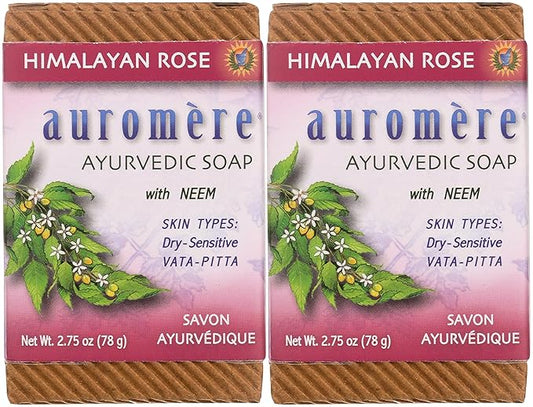 HIMALAYAN ROSE
auromère®
AYURVEDIC SOAP
with NEEM
SKIN TYPES:
Dry-Sensitive
VATA-PITTA
SAVON
AYURVÉDIQUE
Net Wt. 2.75 oz (78 g)
HIMALAYAN ROSE
auromère®
AYURVEDIC SOAP
with NEEM
SKIN TYPES:
Dry-Sensitive
VATA-PITTA
SAVON
AYURVÉDIQUE
Net Wt. 2.75 oz (78 g)